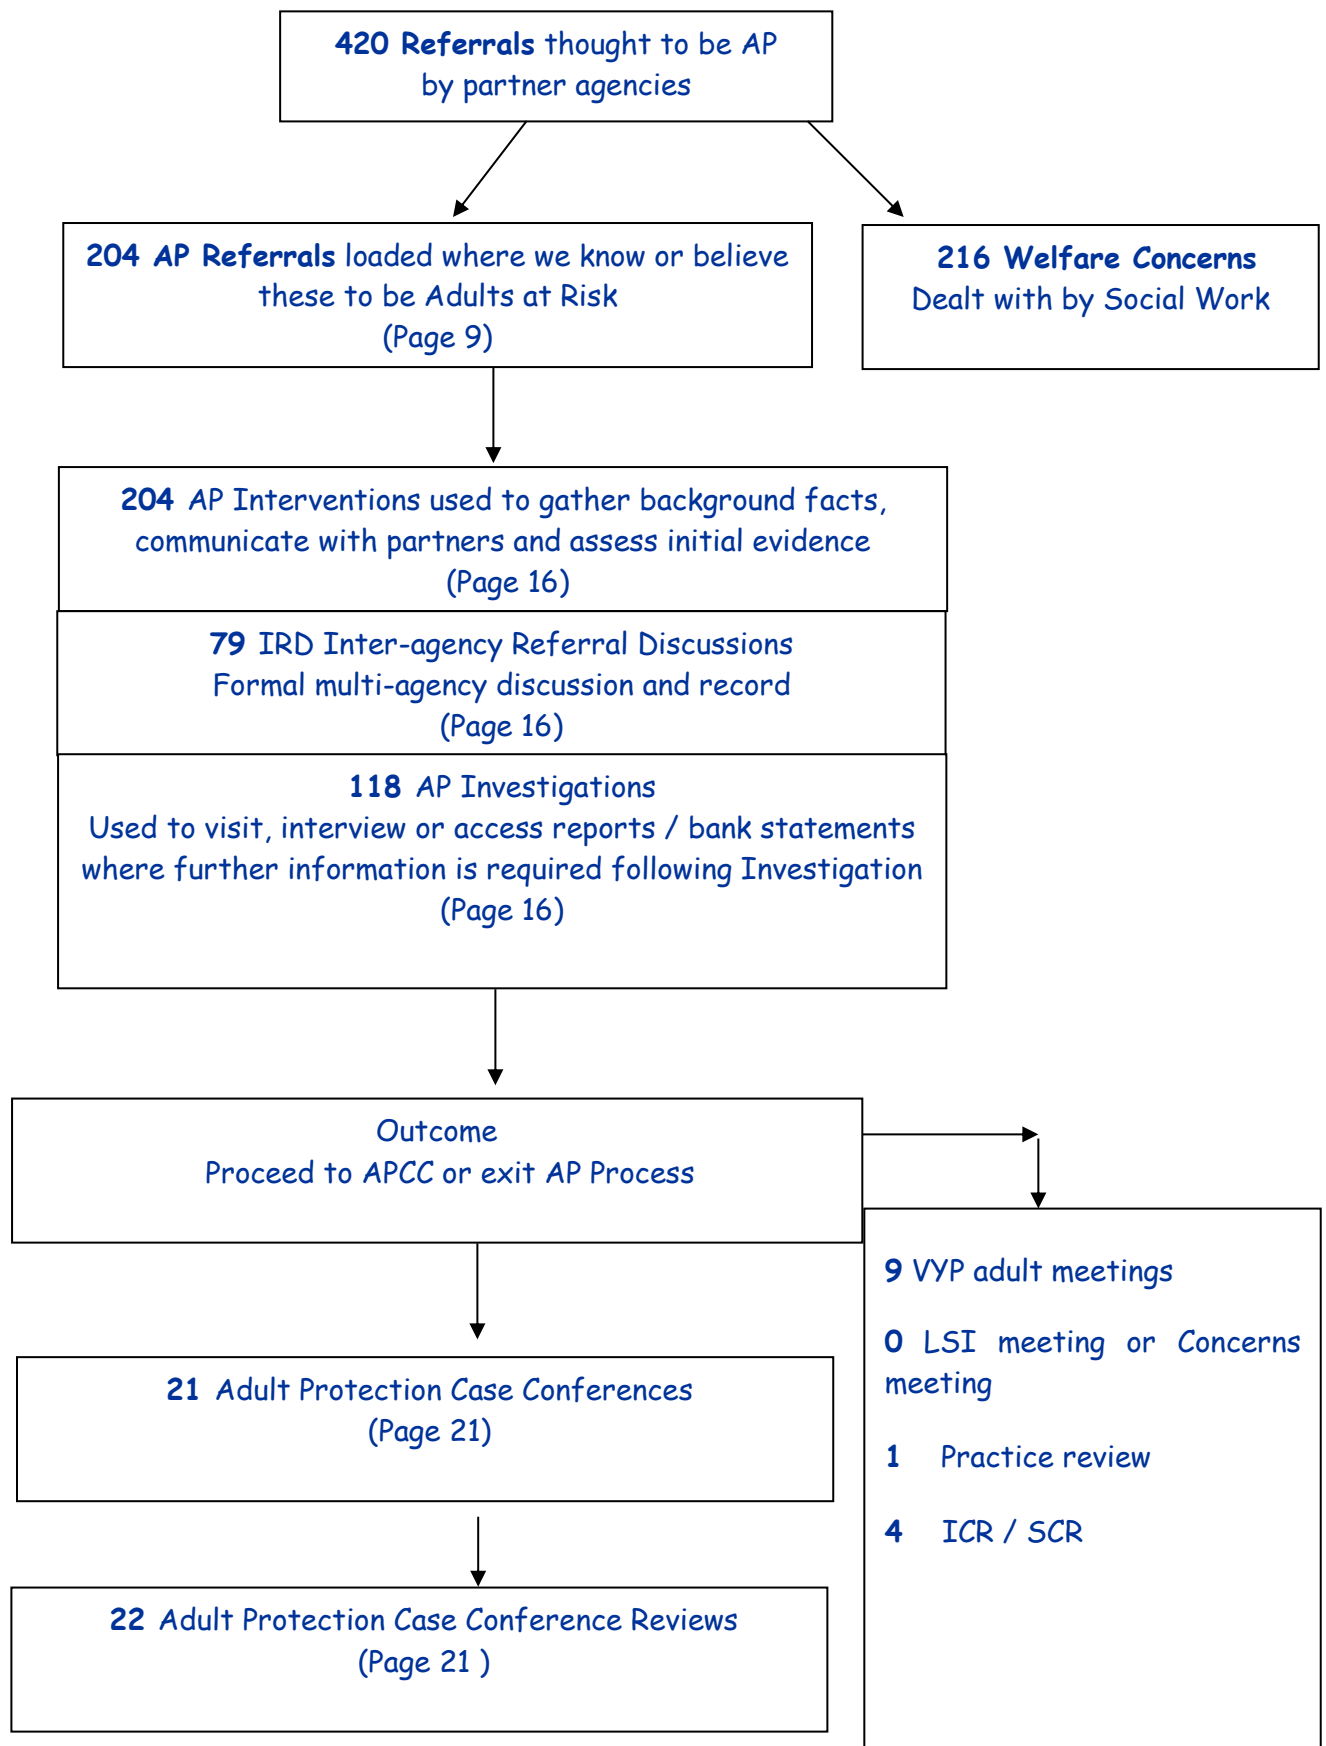 420 Referrals thought to be AP
by partner agencies
204 AP Referrals loaded where we know or believe
these to be Adults at Risk
(Page 9)
216 Welfare Concerns
Dealt with by Social Work
204 AP Interventions used to gather background facts,
communicate with partners and assess initial evidence
(Page 16)
79 IRD Inter-agency Referral Discussions
Formal multi-agency discussion and record
(Page 16)
118 AP Investigations
Used to visit, interview or access reports / bank statements
where further information is required following Investigation
(Page 16)
Outcome
Proceed to APCC or exit AP Process
9 VYP adult meetings
0 LSI meeting or Concerns
meeting
1 Practice review
4 ICR / SCR
21 Adult Protection Case Conferences
(Page 21)
22 Adult Protection Case Conference Reviews
(Page 21 )